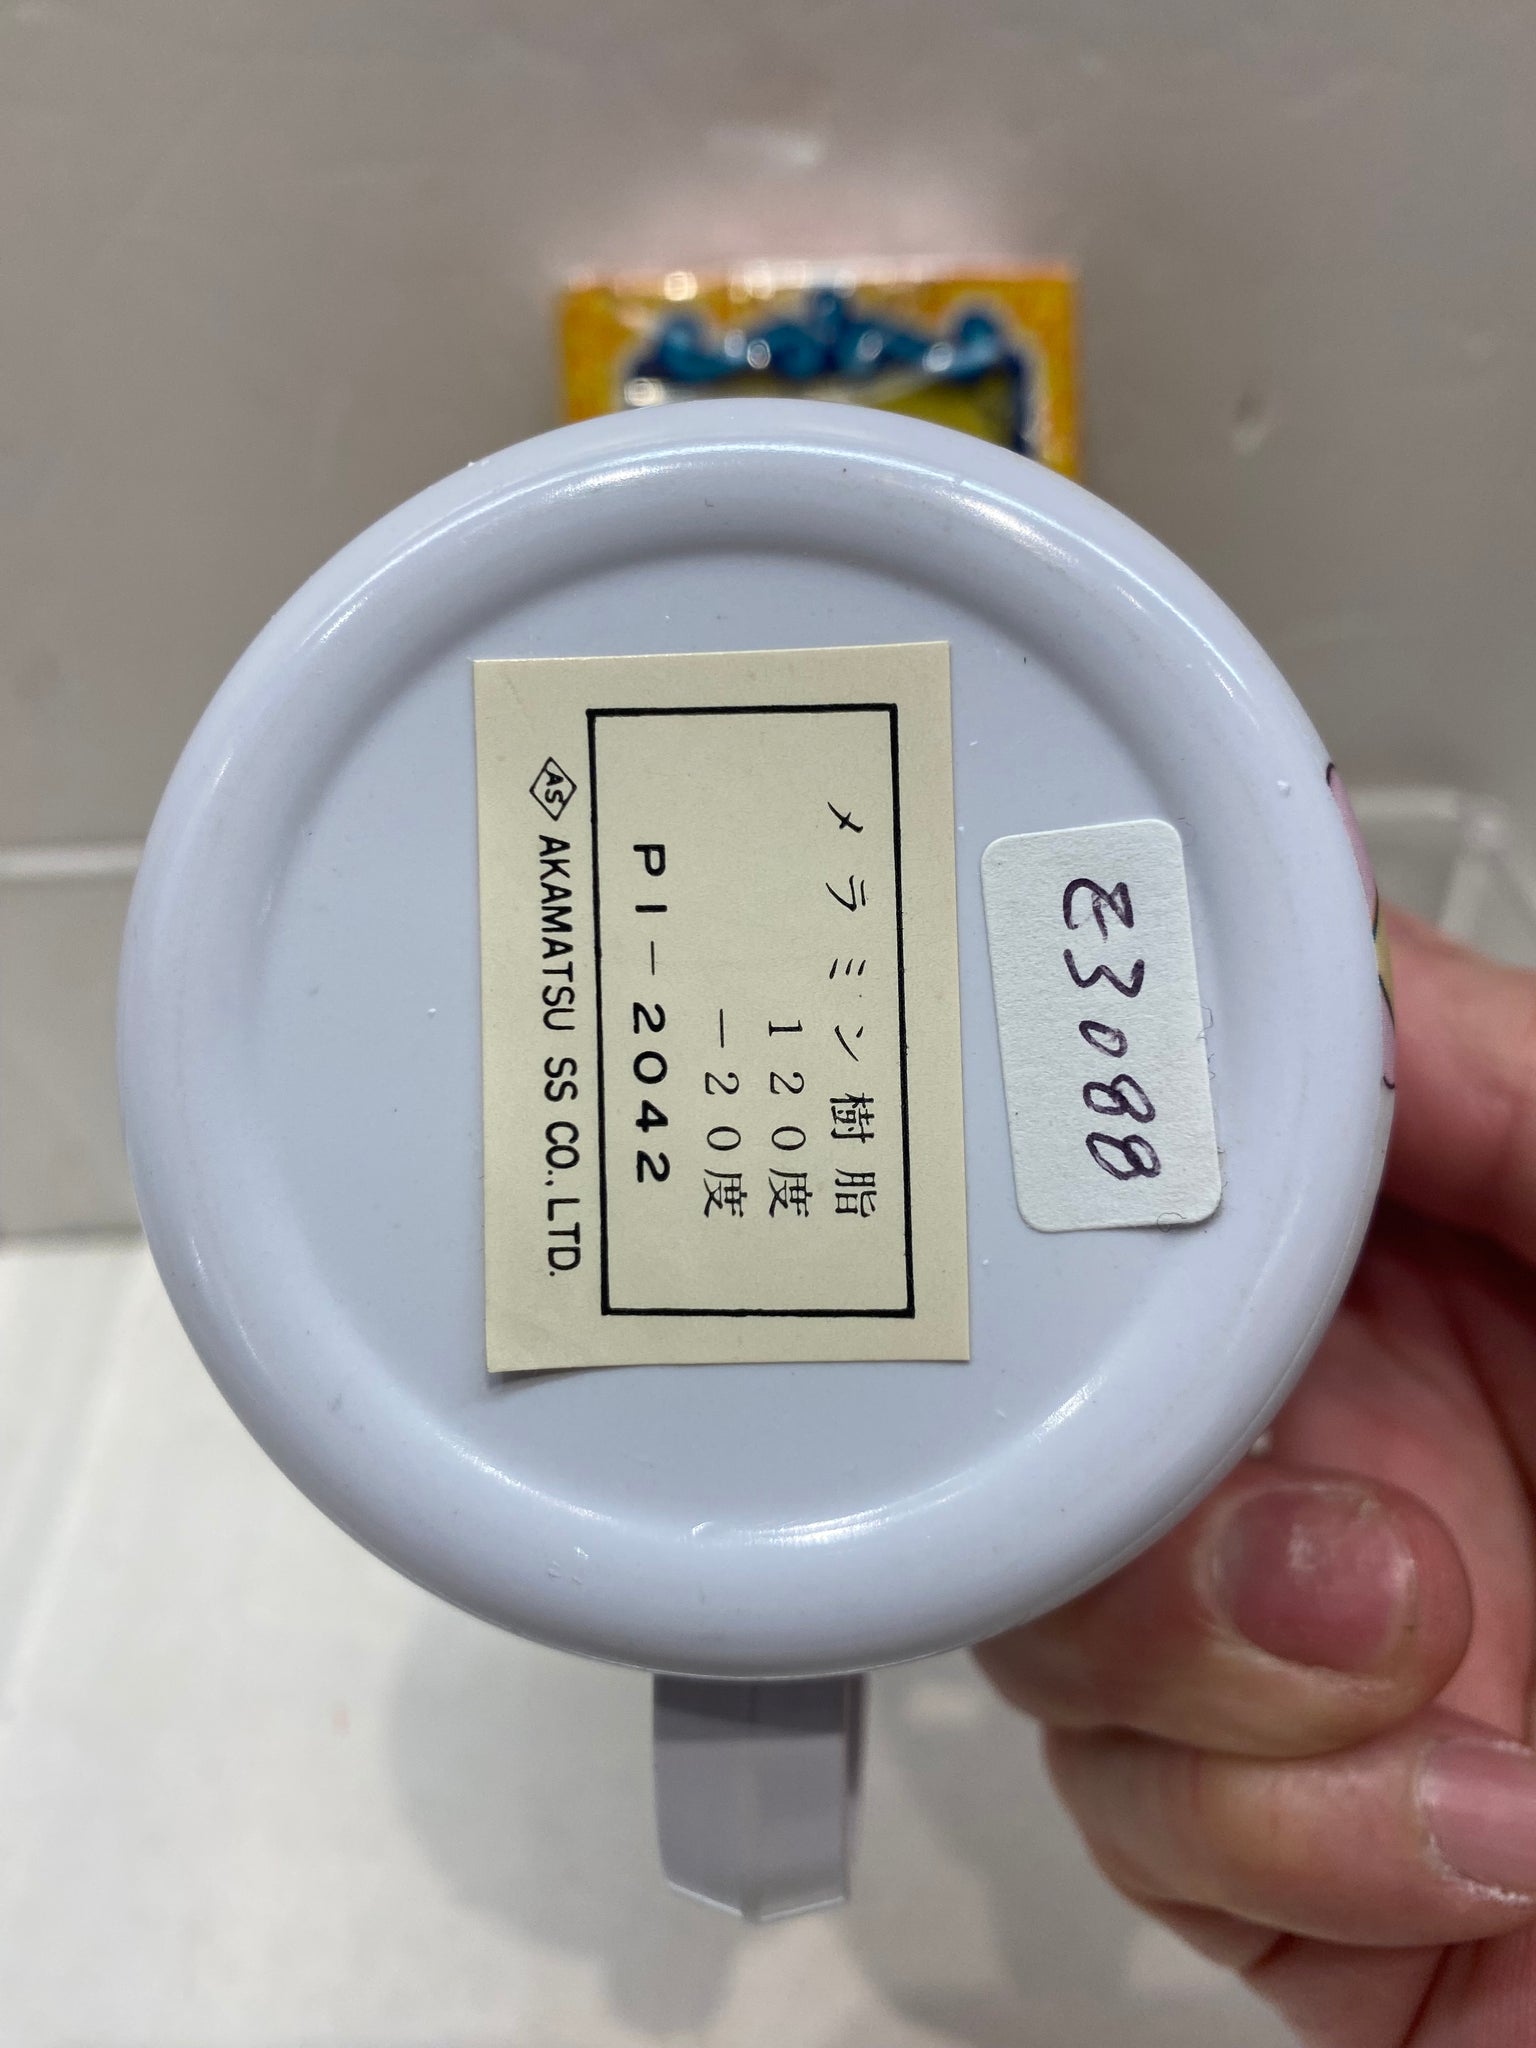 メラミン樹脂
120度
-20度
PI-2042
AS AKAMATSU SS CO., LTD.
E3088